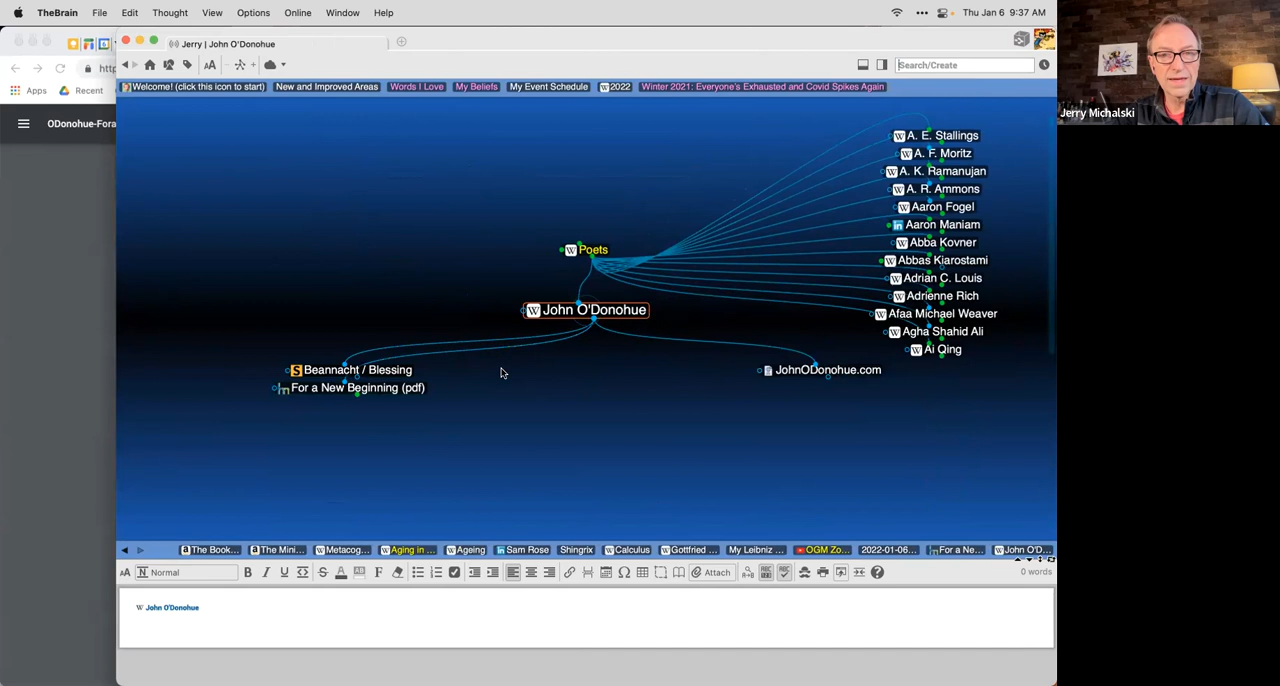 TheBrain File Edit Thought View Options Online Window Help Thu Jan 6 9:37 AM
Jerry | John O'Donohue
http
Search/Create
Apps Recent
Welcome! (click this icon to start) New and Improved Areas Words I Love My Beliefs My Event Schedule 2022 Winter 2021: Everyone's Exhausted and Covid Spikes Again
Jerry Michalski
ODonohue-Fora
A. E. Stallings
A. F. Moritz
A. K. Ramanujan
A. R. Ammons
Aaron Fogel
Aaron Maniam
Abba Kovner
Poets
Abbas Kiarostami
Adrian C. Louis
Adrienne Rich
John O'Donohue
Afaa Michael Weaver
Agha Shahid Ali
Ai Qing
Beannacht / Blessing
JohnODonohue.com
For a New Beginning (pdf)
The Book... The Mini... Metacog... Aging in ... Ageing Sam Rose Shingrix Calculus Gottfried ... My Leibniz ... OGM Zo... 2022-01-06... For a Ne... John O'D...
Normal Attach 0 words
John O'Donohue